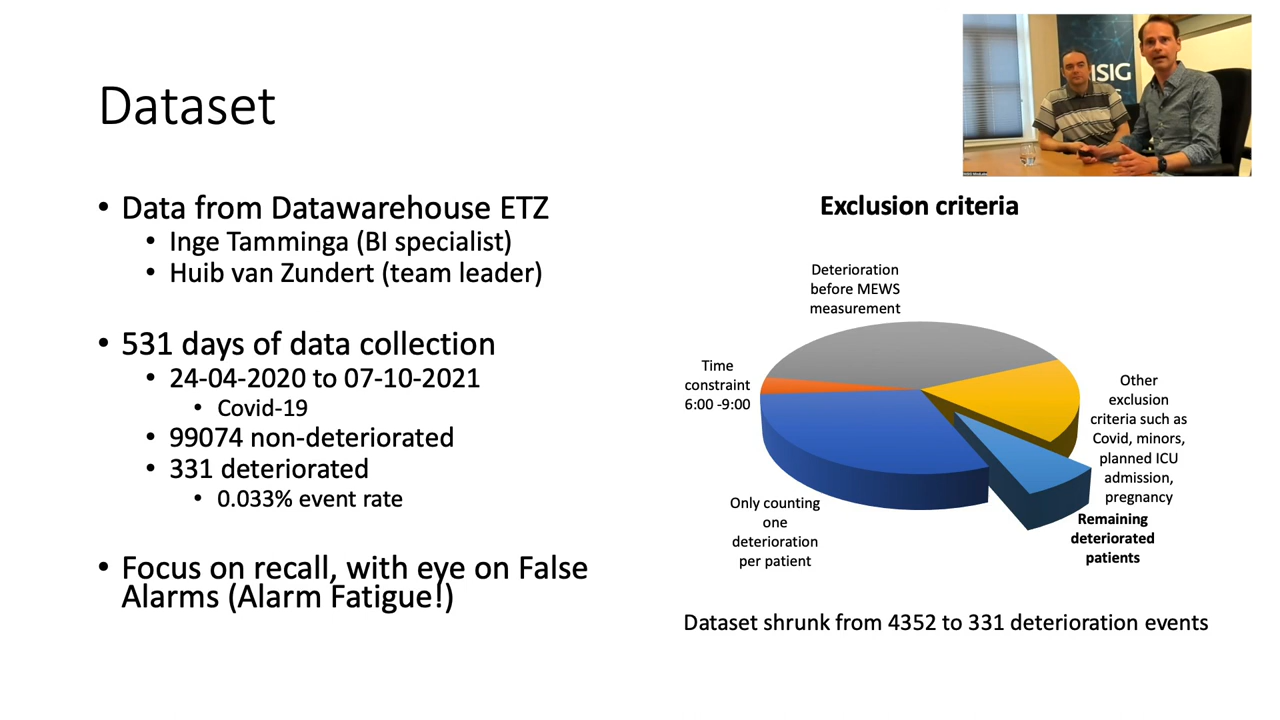 Dataset
• Data from Datawarehouse ETZ
• Inge Tamminga (BI specialist)
• Huib van Zundert (team leader)
• 531 days of data collection
• 24-04-2020 to 07-10-2021
• Covid-19
• 99074 non-deteriorated
• 331 deteriorated
• 0.033% event rate
• Focus on recall, with eye on False
Alarms (Alarm Fatigue!)
SIG
Exclusion criteria
Deterioration
before MEWS
measurement
Time
constraint
6:00 -9:00
Other
exclusion
criteria such as
Covid, minors,
planned ICU
admission,
pregnancy
Only counting
one
deterioration
per patient
Remaining
deteriorated
patients
Dataset shrunk from 4352 to 331 deterioration events